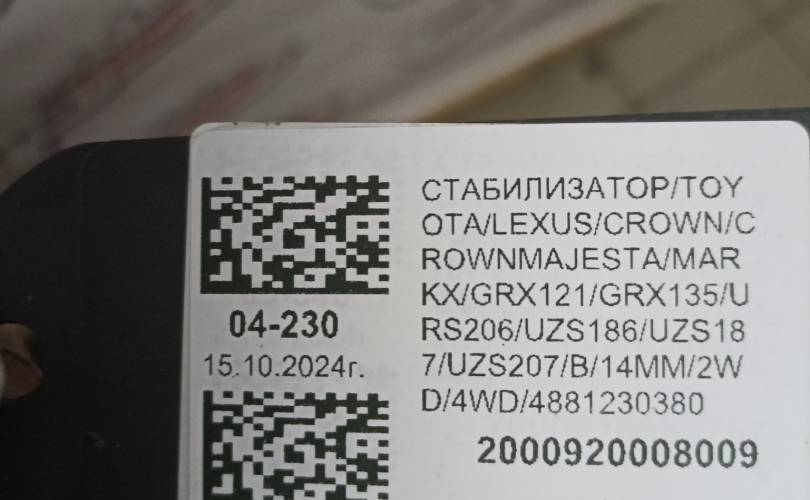 СТАБИЛИЗАТОР/TOY
OTA/LEXUS/CROWN/C
ROWNMAJESTA/MAR
KX/GRX121/GRX135/U
RS206/UZS186/UZS18
7/UZS207/B/14MM/2W
D/4WD/4881230380
2000920008009
04-230
15.10.2024г.